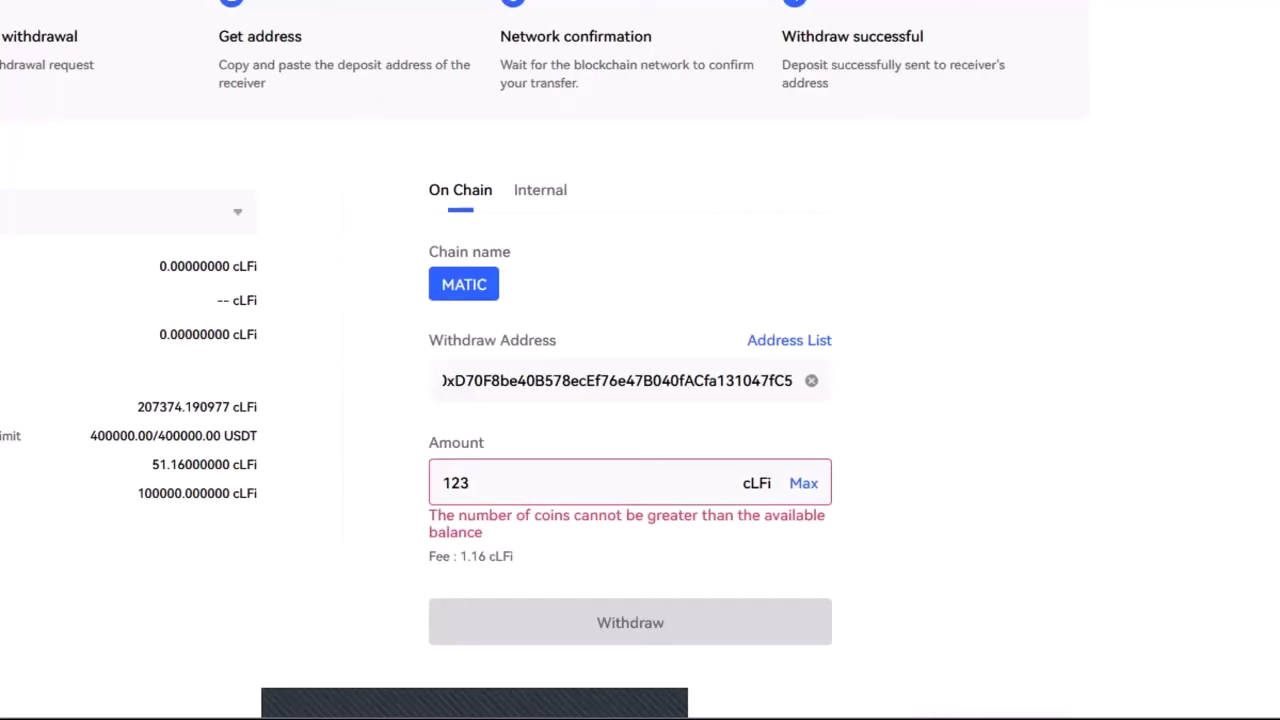 withdrawal
hdrawal request
Get address
Copy and paste the deposit address of the
receiver
Network confirmation
Wait for the blockchain network to confirm
your transfer.
Withdraw successful
Deposit successfully sent to receiver's
address
0.00000000 cLFi
-- cLFi
0.00000000 cLFi
207374.190977 cLFi
imit 400000.00/400000.00 USDT
51.16000000 cLFi
100000.000000 cLFi
On Chain Internal
Chain name
MATIC
Withdraw Address Address List
0xD70F8be40B578ecEf76e47B040fACfa131047fC5
Amount
123 cLFi Max
The number of coins cannot be greater than the available
balance
Fee : 1.16 cLFi
Withdraw